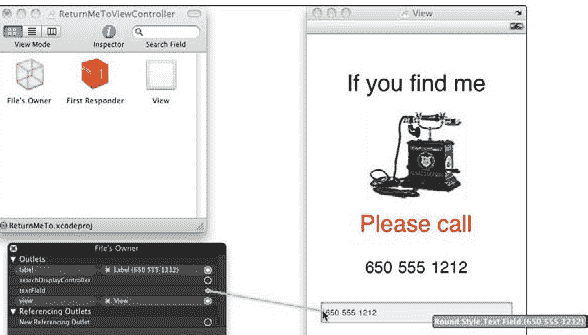 ReturnMeToViewController
View Mode
Inspector
Search Field
File's Owner
First Responder
View
ReturnMeTo.xcodeproj
File's Owner
Outlets
label
Label (650 555 1212)
searchDisplayController
textField
view
View
Referencing Outlets
New Referencing Outlet
View
If you find me
Please call
650 555 1212
650 555 1212
Round Style Text Field (650 555 1212)